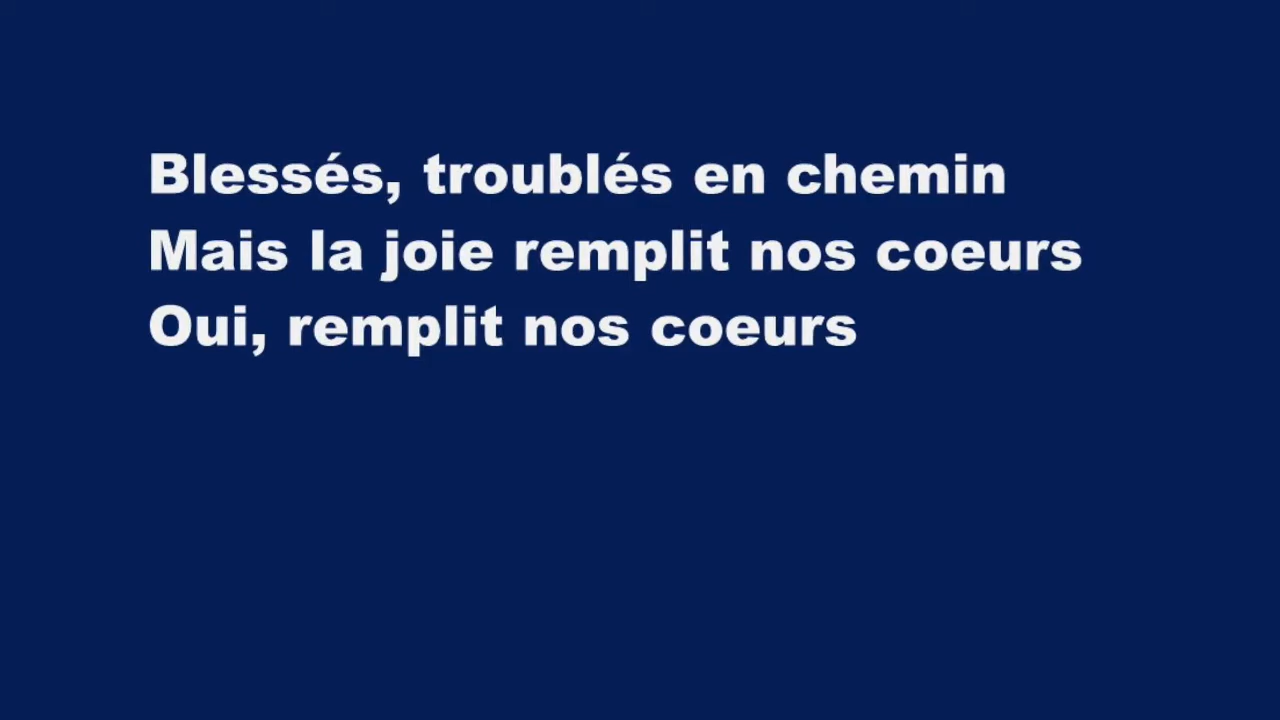 Blessés, troublés en chemin
Mais la joie remplit nos coeurs
Oui, remplit nos coeurs